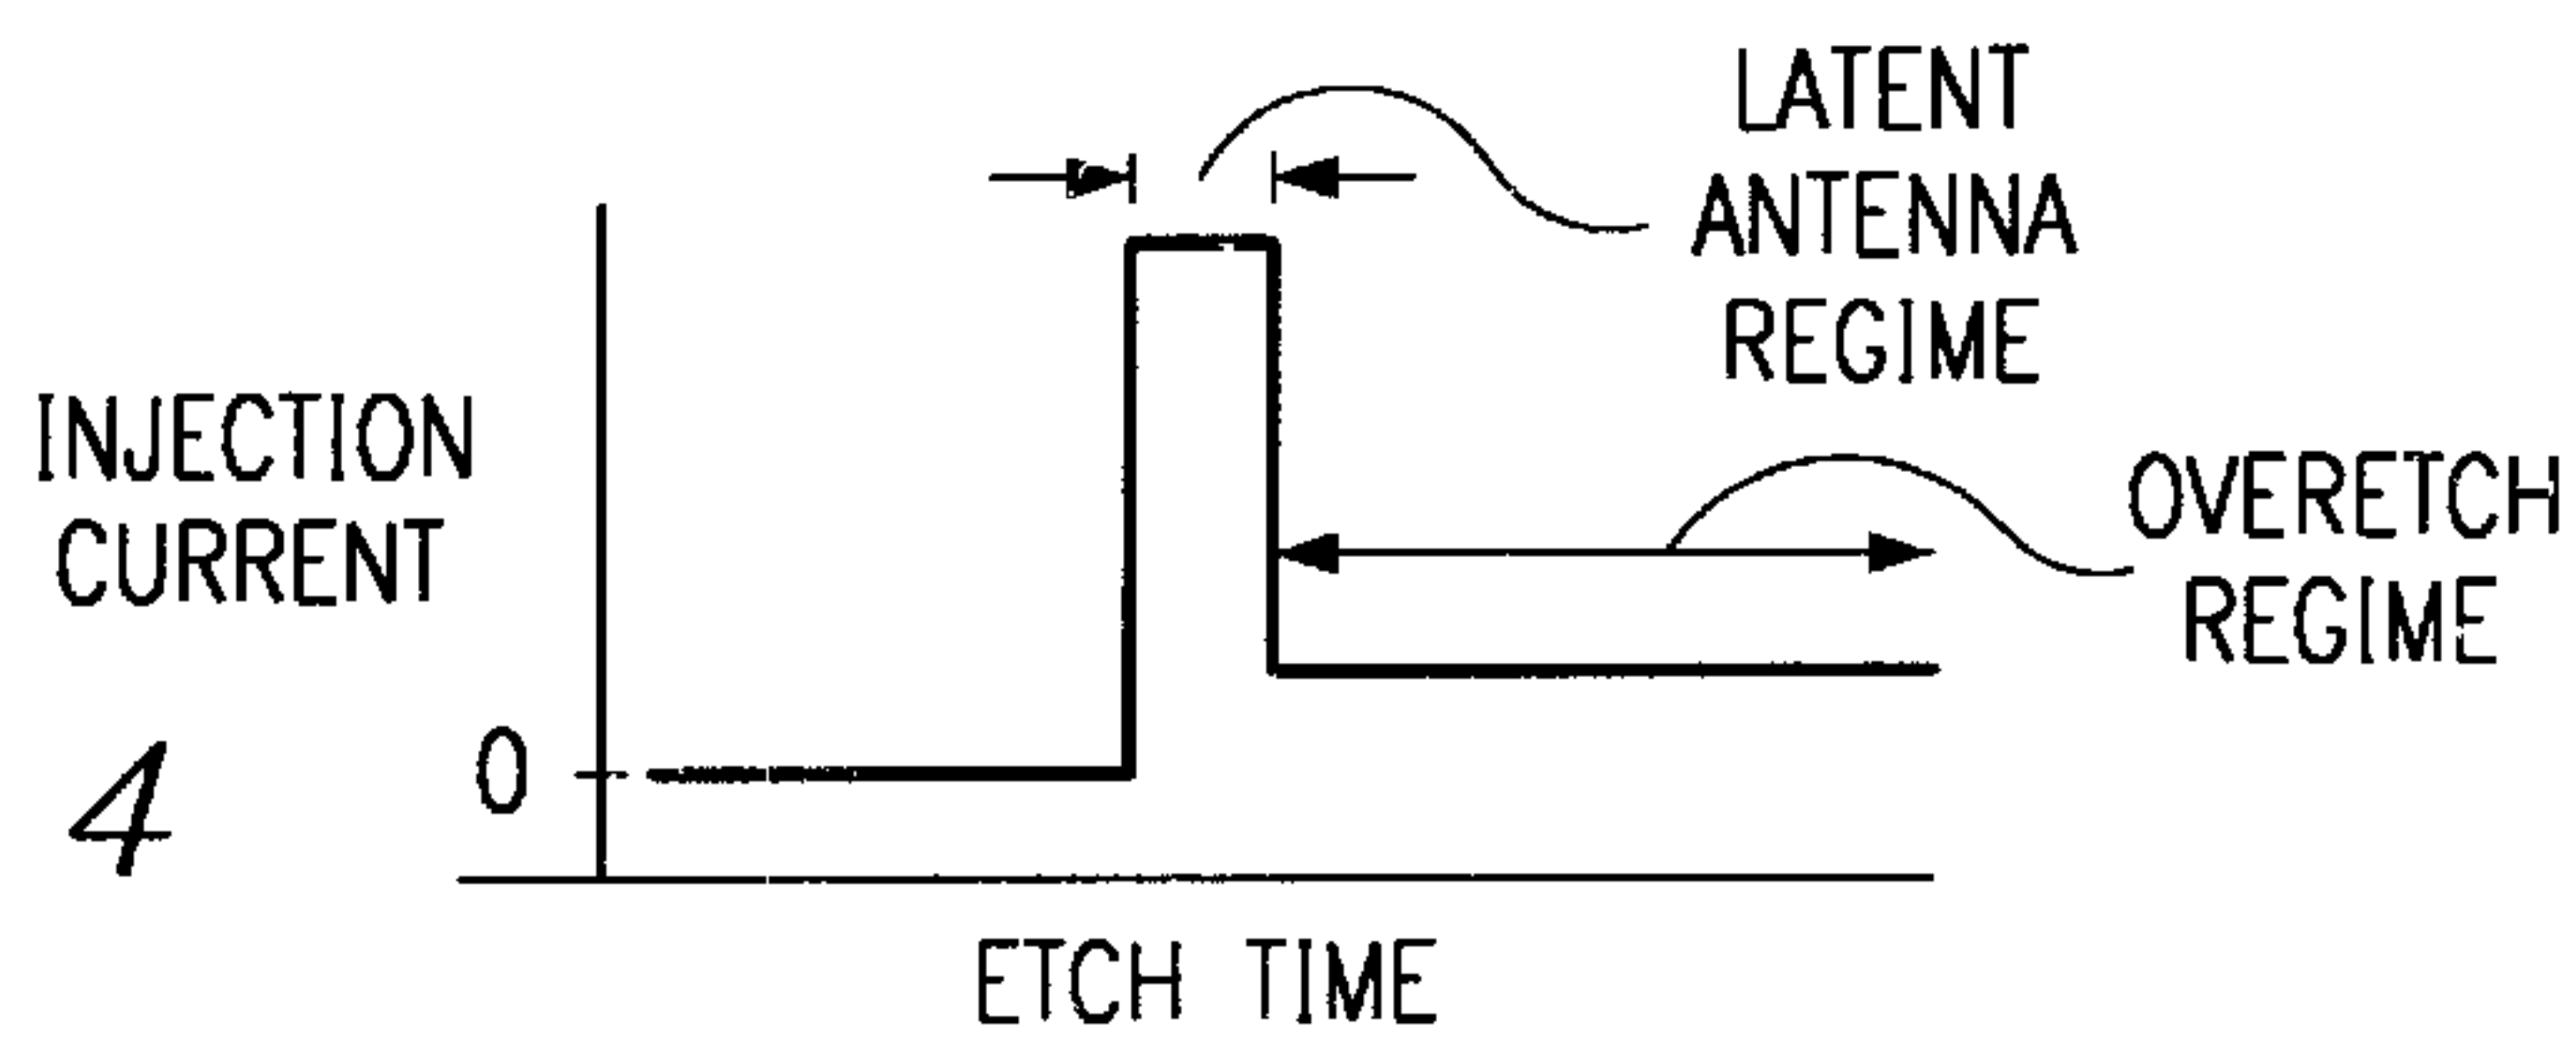 LATENT
ANTENNA
REGIME
INJECTION
CURRENT
OVERETCH
REGIME
0
4
ETCH TIME